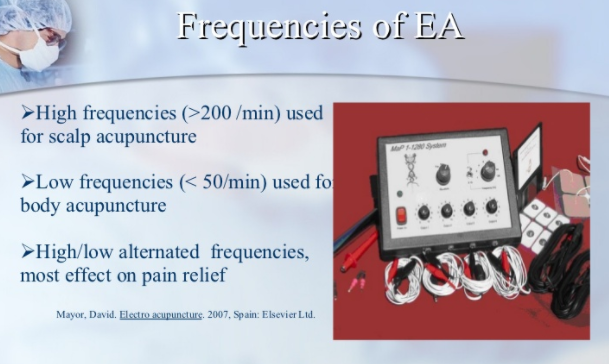 Frequencies of EA
➢High frequencies (>200 /min) used
for scalp acupuncture
➢Low frequencies (< 50/min) used fo
body acupuncture
➢High/low alternated frequencies,
most effect on pain relief
Mayor, David. Electro acupuncture. 2007, Spain: Elsevier Ltd.
1-1280 System